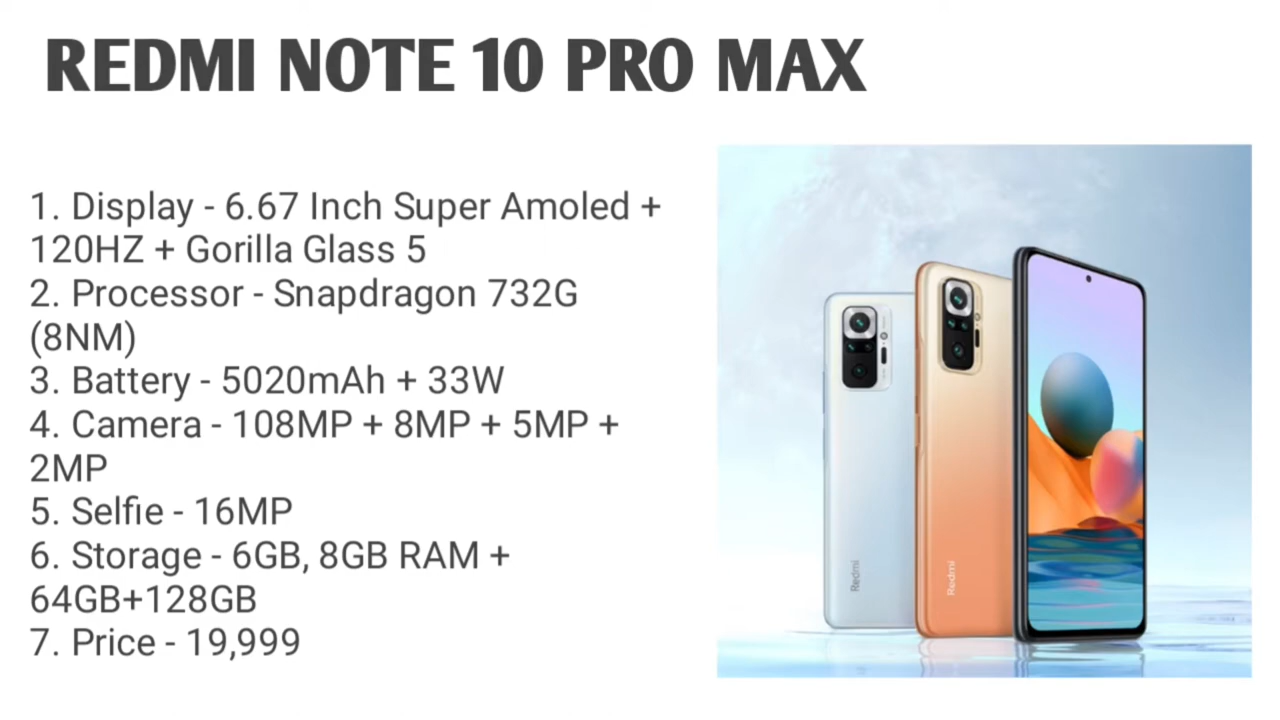 REDMI NOTE 10 PRO MAX
1. Display - 6.67 Inch Super Amoled +
120HZ + Gorilla Glass 5
2. Processor - Snapdragon 732G
(8NM)
3. Battery - 5020mAh + 33W
4. Camera - 108MP + 8MP + 5MP +
2MP
5. Selfie - 16MP
6. Storage - 6GB, 8GB RAM +
64GB+128GB
7. Price - 19,999
Redmi
Redmi